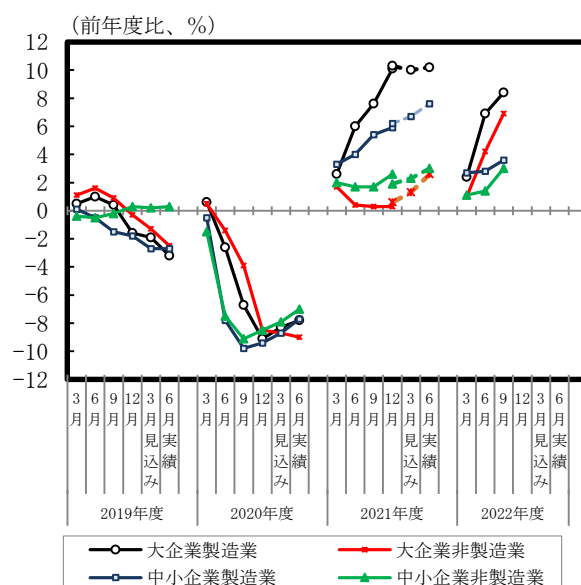 (前年度比、%)
12
10
8
6
4
2
0
−2
−4
−6
−8
−10
−12
3月 6月 9月 12月 3月見込み 6月実績 3月 6月 9月 12月 3月見込み 6月実績 3月 6月 9月 12月 3月見込み 6月実績 3月 6月 9月 12月 3月見込み 6月実績
2019年度 2020年度 2021年度 2022年度
大企業製造業 大企業非製造業
中小企業製造業 中小企業非製造業